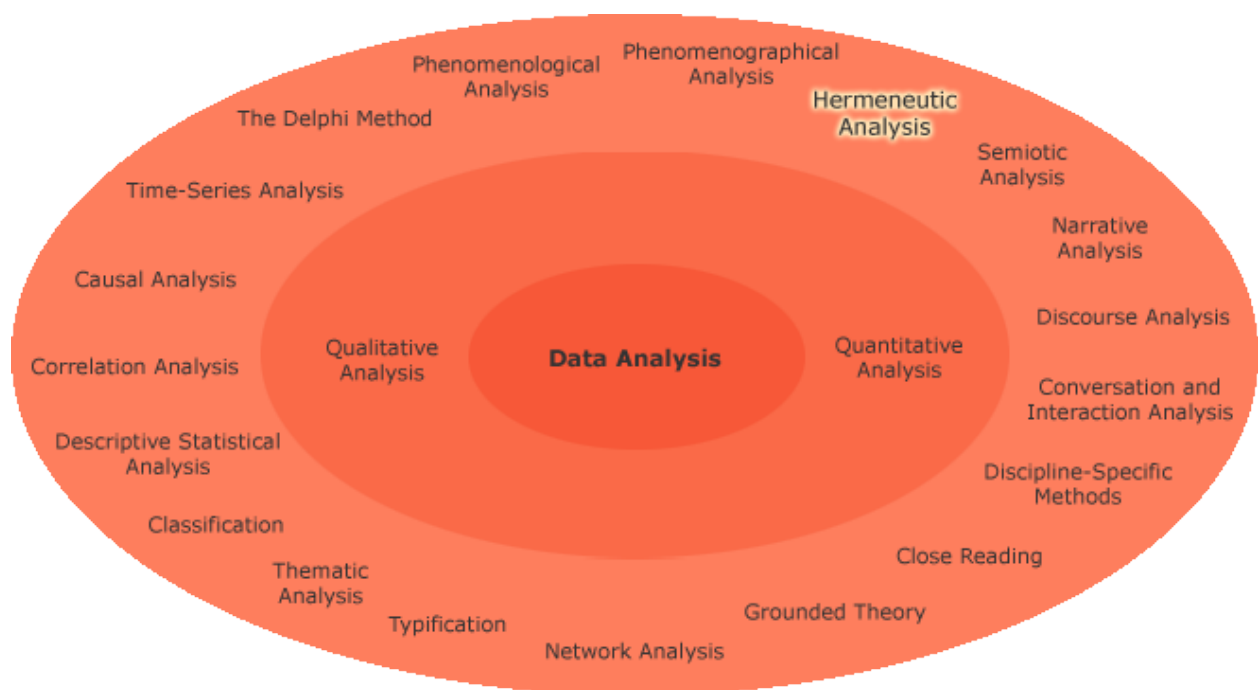 Phenomenological
Analysis
Phenomenographical
Analysis
Hermeneutic
Analysis
The Delphi Method
Semiotic
Analysis
Time-Series Analysis
Narrative
Analysis
Causal Analysis
Discourse Analysis
Qualitative
Analysis
Data Analysis
Quantitative
Analysis
Correlation Analysis
Conversation and
Interaction Analysis
Descriptive Statistical
Analysis
Discipline-Specific
Methods
Classification
Close Reading
Thematic
Analysis
Grounded Theory
Typification
Network Analysis